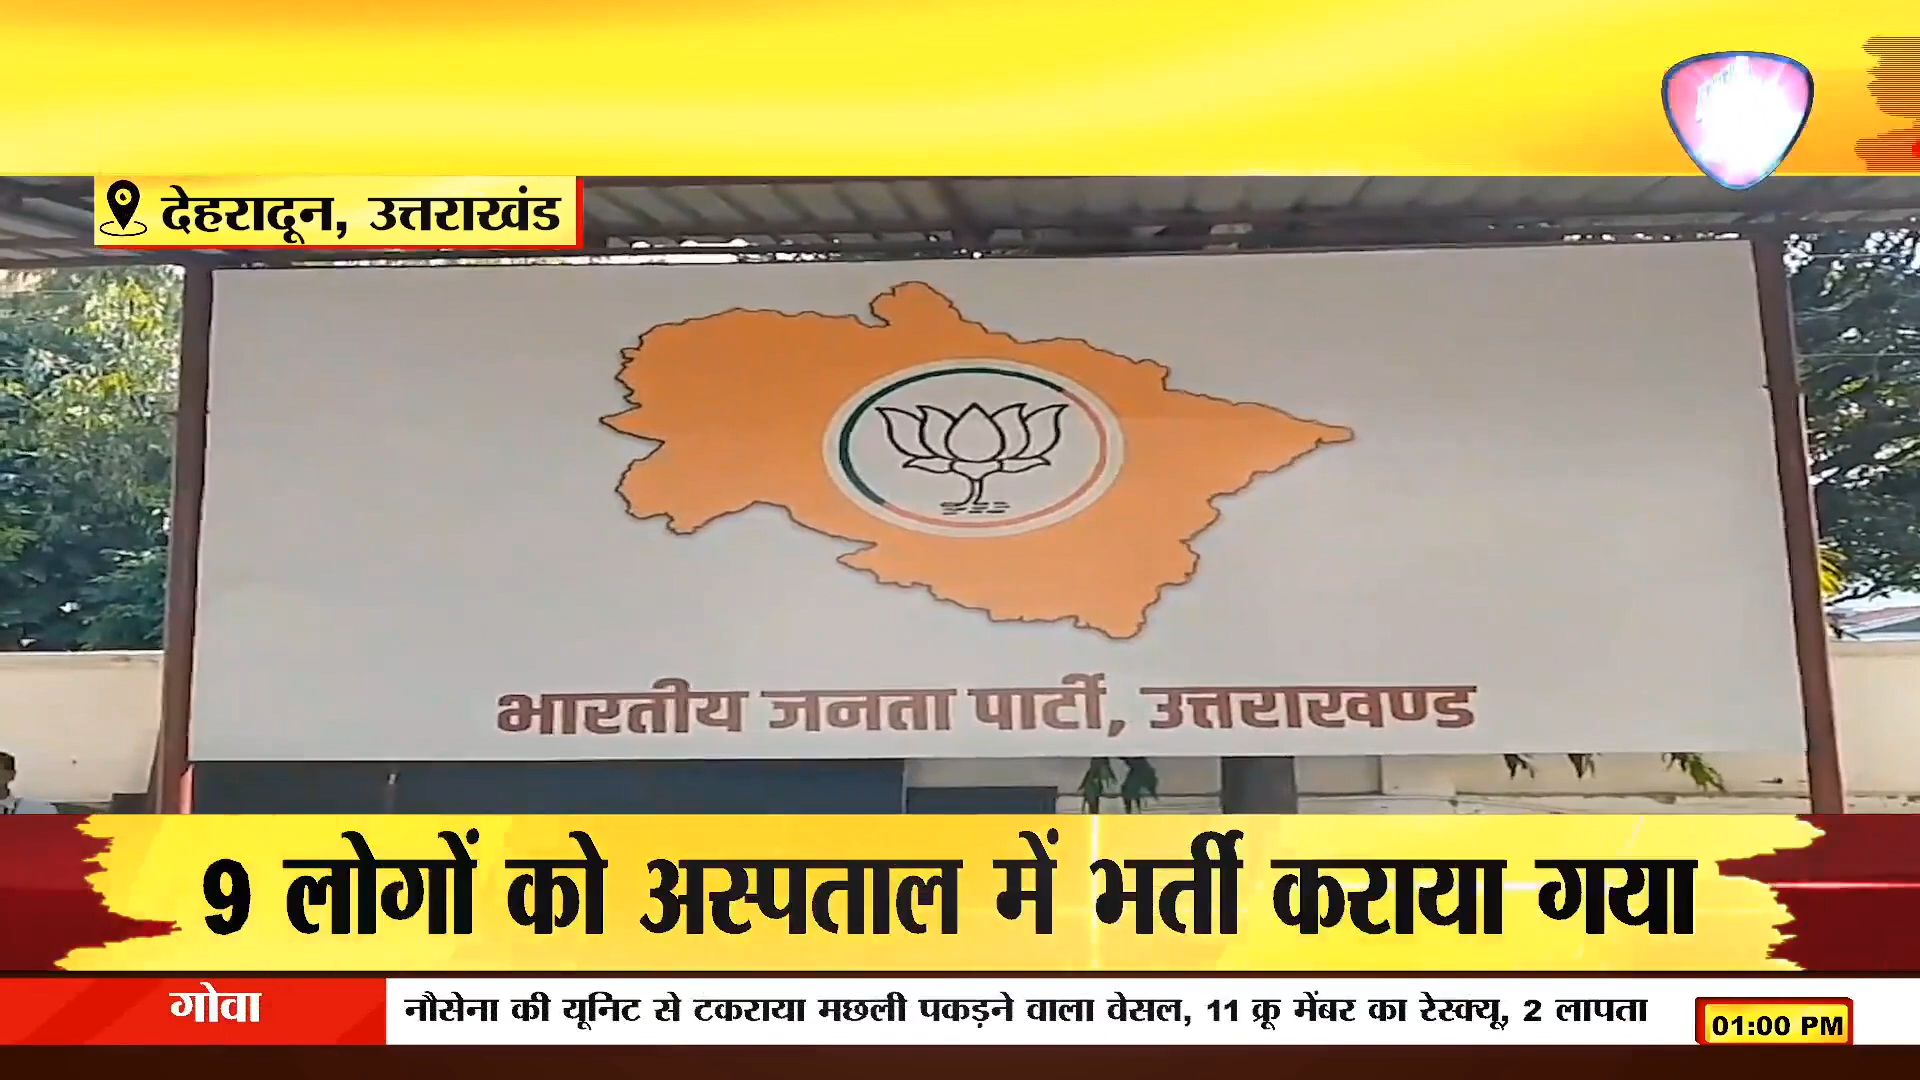 देहरादून, उत्तराखंड
भारतीय जनता पार्टी, उत्तराखण्ड
9 लोगों को अस्पताल में भर्ती कराया गया
गोवा
नौसेना की यूनिट से टकराया मछली पकड़ने वाला वेसल, 11 क्रू मेंबर का रेस्क्यू, 2 लापता
01:00 PM